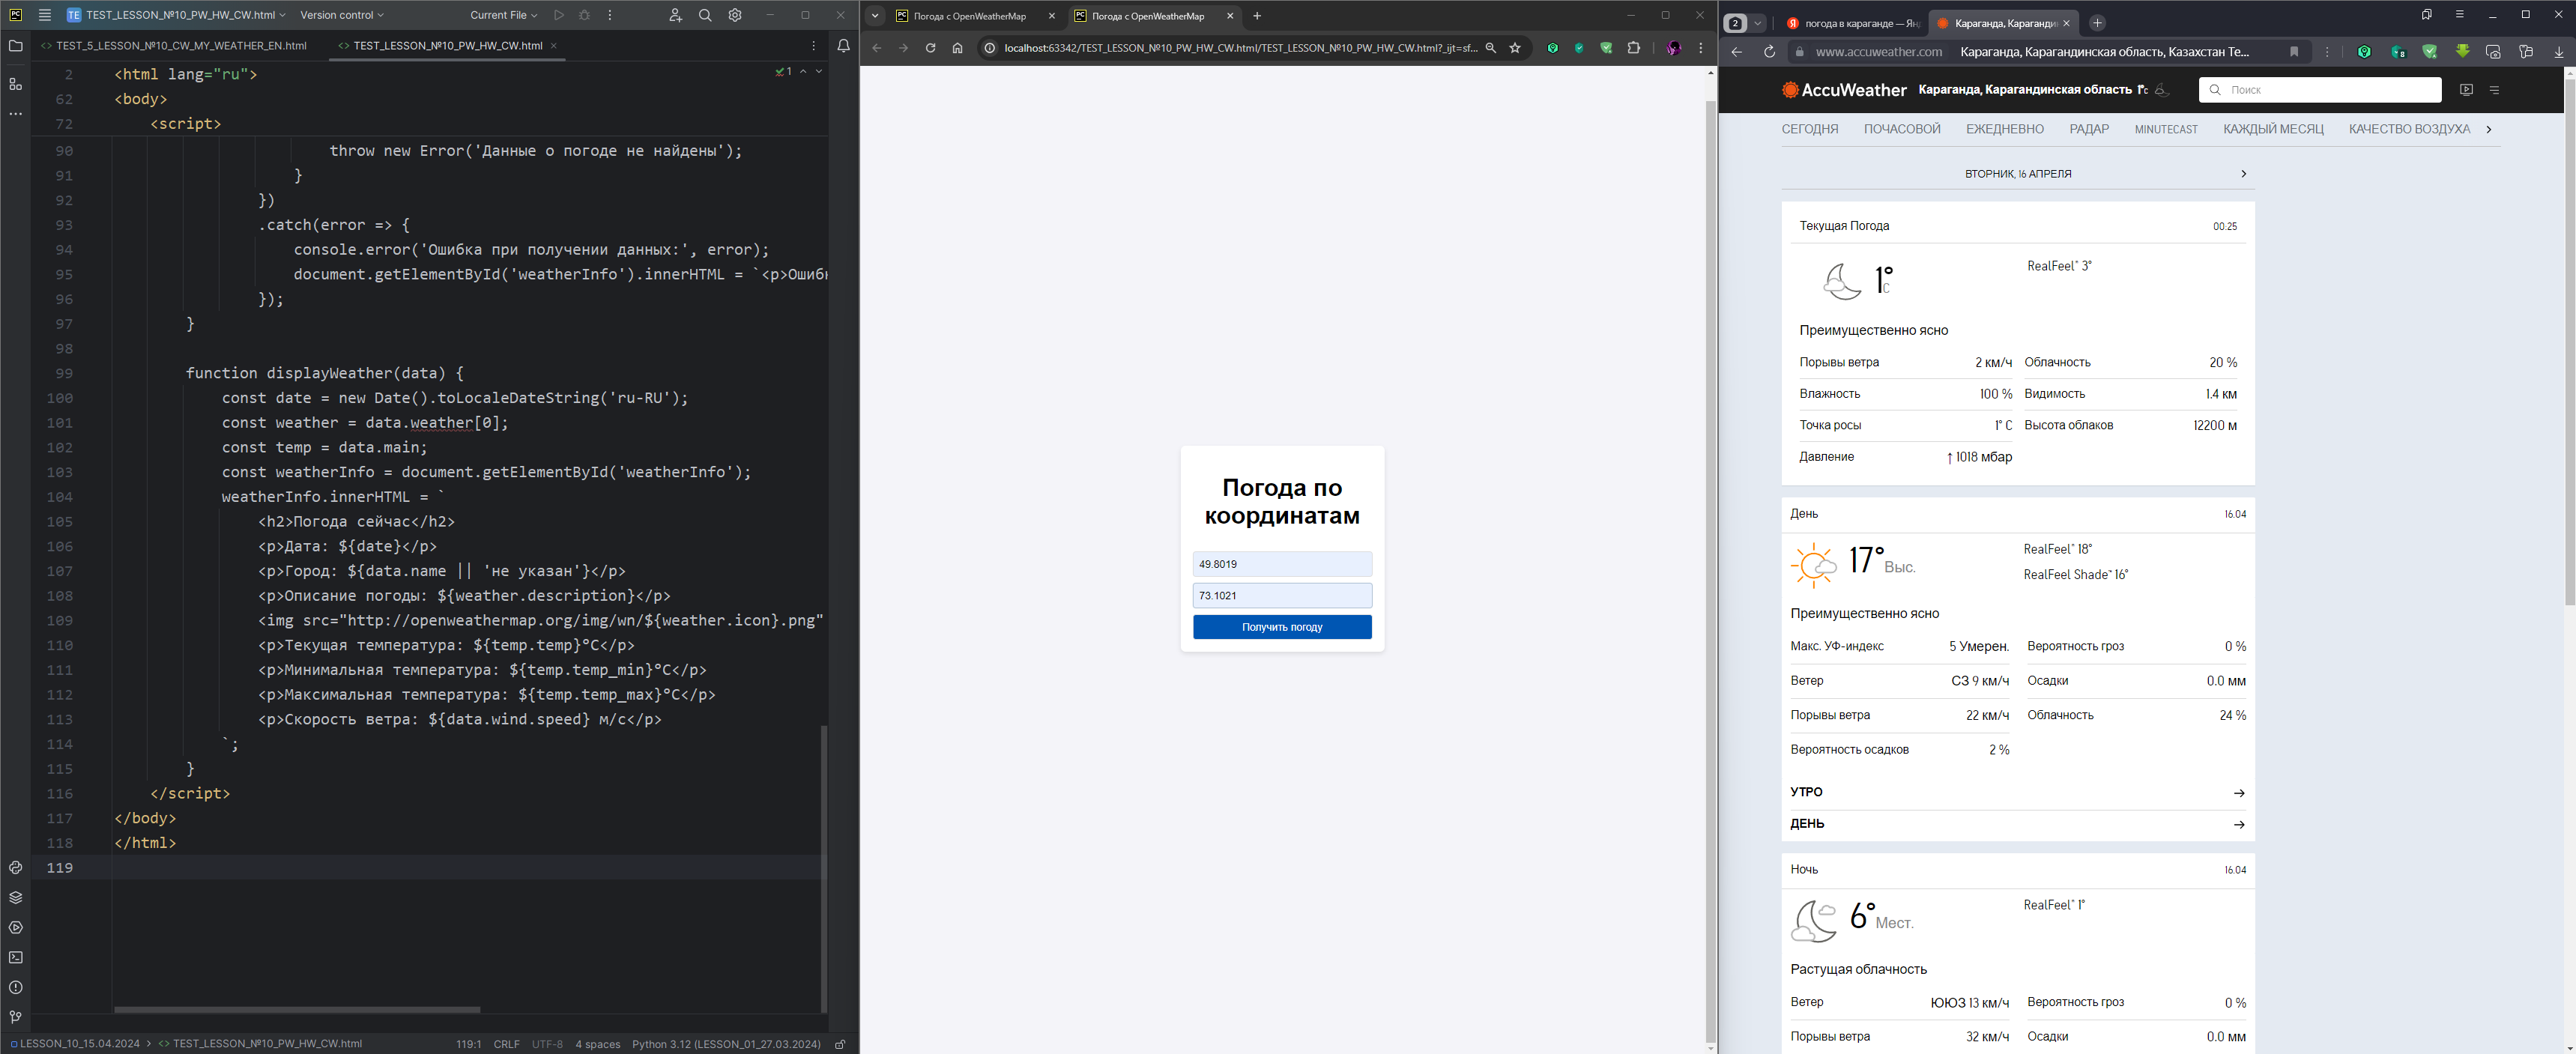 TE TEST_LESSON_№10_PW_HW_CW.html
Version control
Current File
TEST_5_LESSON_№10_CW_MY_WEATHER_EN.html
TEST_LESSON_№10_PW_HW_CW.html
2 <html lang="ru">
1
62 <body>
72 <script>
90 throw new Error('Данные о погоде не найдены');
91 }
92 })
93 .catch(error => {
94 console.error('Ошибка при получении данных:', error);
95 document.getElementById('weatherInfo').innerHTML = `<p>Ошибк
96 });
97 }
98
99 function displayWeather(data) {
100 const date = new Date().toLocaleDateString('ru-RU');
101 const weather = data.weather[0];
102 const temp = data.main;
103 const weatherInfo = document.getElementById('weatherInfo');
104 weatherInfo.innerHTML = `
105 <h2>Погода сейчас</h2>
106 <p>Дата: ${date}</p>
107 <p>Город: ${data.name || 'не указан'}</p>
108 <p>Описание погоды: ${weather.description}</p>
109 <img src="http://openweathermap.org/img/wn/${weather.icon}.png"
110 <p>Текущая температура: ${temp.temp}°C</p>
111 <p>Минимальная температура: ${temp.temp_min}°C</p>
112 <p>Максимальная температура: ${temp.temp_max}°C</p>
113 <p>Скорость ветра: ${data.wind.speed} м/с</p>
114 `;
115 }
116 </script>
117 </body>
118 </html>
119
LESSON_10_15.04.2024 > TEST_LESSON_№10_PW_HW_CW.html
119:1 CRLF UTF-8 4 spaces Python 3.12 (LESSON_01_27.03.2024)
Погода с OpenWeatherMap
Погода с OpenWeatherMap
localhost:63342/TEST_LESSON_№10_PW_HW_CW.html/TEST_LESSON_№10_PW_HW_CW.html?_ijt=sf...
Погода по
координатам
49.8019
73.1021
Получить погоду
2
погода в караганде — Янд
Караганда, Караганди
www.accuweather.com Караганда, Карагандинская область, Казахстан Те...
AccuWeather Караганда, Карагандинская область 1°C
Поиск
СЕГОДНЯ ПОЧАСОВОЙ ЕЖЕДНЕВНО РАДАР MINUTECAST КАЖДЫЙ МЕСЯЦ КАЧЕСТВО ВОЗДУХА
ВТОРНИК, 16 АПРЕЛЯ
Текущая Погода 00:25
1° C
RealFeel® 3°
Преимущественно ясно
Порывы ветра 2 км/ч Облачность 20 %
Влажность 100 % Видимость 1.4 км
Точка росы 1° C Высота облаков 12200 м
Давление ↑ 1018 мбар
День 16.04
17° Выс.
RealFeel® 18°
RealFeel Shade™ 16°
Преимущественно ясно
Макс. УФ-индекс 5 Умерен. Вероятность гроз 0 %
Ветер СЗ 9 км/ч Осадки 0.0 мм
Порывы ветра 22 км/ч Облачность 24 %
Вероятность осадков 2 %
УТРО
ДЕНЬ
Ночь 16.04
6° Мест.
RealFeel® 1°
Растущая облачность
Ветер ЮЮЗ 13 км/ч Вероятность гроз 0 %
Порывы ветра 32 км/ч Осадки 0.0 мм